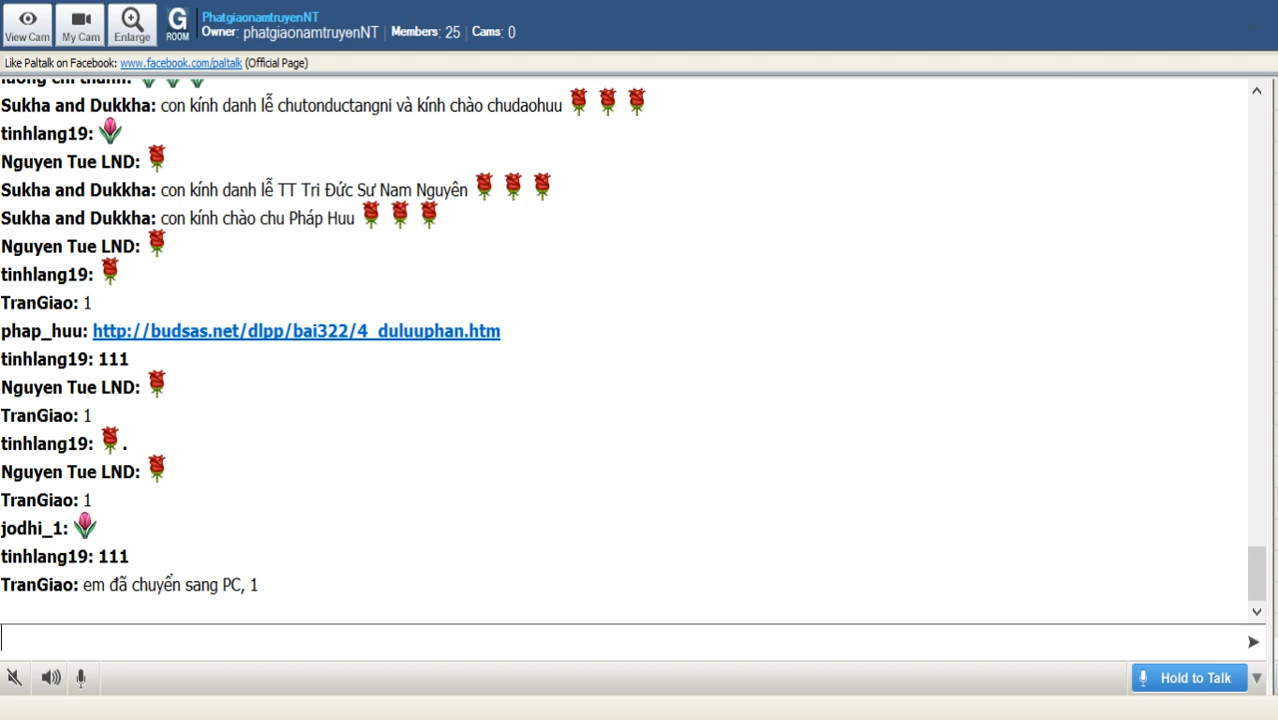 View Cam
My Cam
Enlarge
G
ROOM
PhatgiaonamtruyenNT
Owner: phatgiaonamtruyenNT | Members: 25 | Cams: 0
Like Paltalk on Facebook: www.facebook.com/paltalk (Official Page)
luong chi thanh:
Sukha and Dukkha: con kính danh lễ chutonductangni và kính chào chudaohuu
tinhlang19:
Nguyen Tue LND:
Sukha and Dukkha: con kính danh lễ TT Tri Đức Sư Nam Nguyên
Sukha and Dukkha: con kính chào chu Pháp Huu
Nguyen Tue LND:
tinhlang19:
TranGiao: 1
phap_huu: http://budsas.net/dlpp/bai322/4_duluuphan.htm
tinhlang19: 111
Nguyen Tue LND:
TranGiao: 1
tinhlang19: .
Nguyen Tue LND:
TranGiao: 1
jodhi_1:
tinhlang19: 111
TranGiao: em đã chuyển sang PC, 1
Hold to Talk